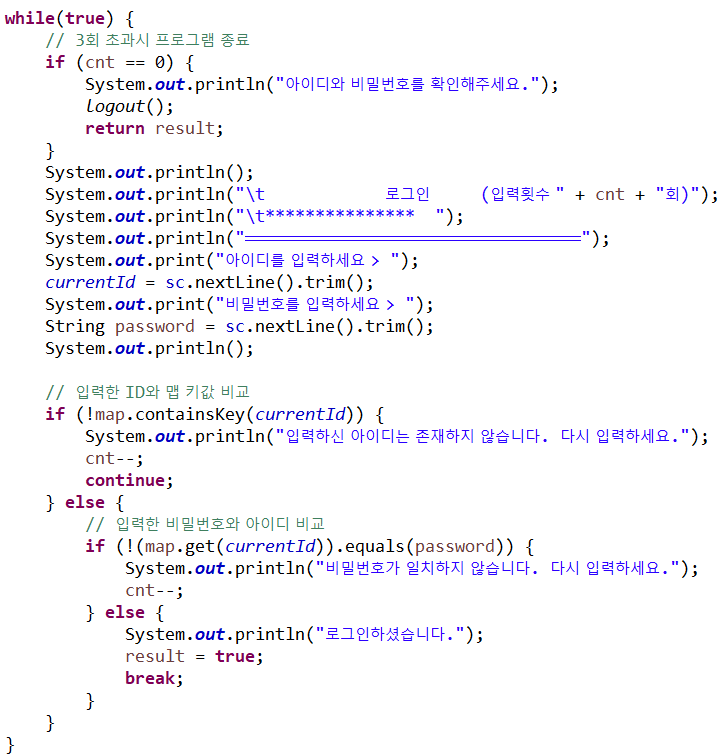 while(true) {
    // 3회 초과시 프로그램 종료
    if (cnt == 0) {
        System.out.println("아이디와 비밀번호를 확인해주세요.");
        logout();
        return result;
    }
    System.out.println();
    System.out.println("\t            로그인     (입력횟수 " + cnt + "회)");
    System.out.println("\t***************  ");
    System.out.println("══════════════════════════════════");
    System.out.print("아이디를 입력하세요 > ");
    currentId = sc.nextLine().trim();
    System.out.print("비밀번호를 입력하세요 > ");
    String password = sc.nextLine().trim();
    System.out.println();

    // 입력한 ID와 맵 키값 비교
    if (!map.containsKey(currentId)) {
        System.out.println("입력하신 아이디는 존재하지 않습니다. 다시 입력하세요.");
        cnt--;
        continue;
    } else {
        // 입력한 비밀번호와 아이디 비교
        if (!(map.get(currentId)).equals(password)) {
            System.out.println("비밀번호가 일치하지 않습니다. 다시 입력하세요.");
            cnt--;
        } else {
            System.out.println("로그인하셨습니다.");
            result = true;
            break;
        }
    }
}